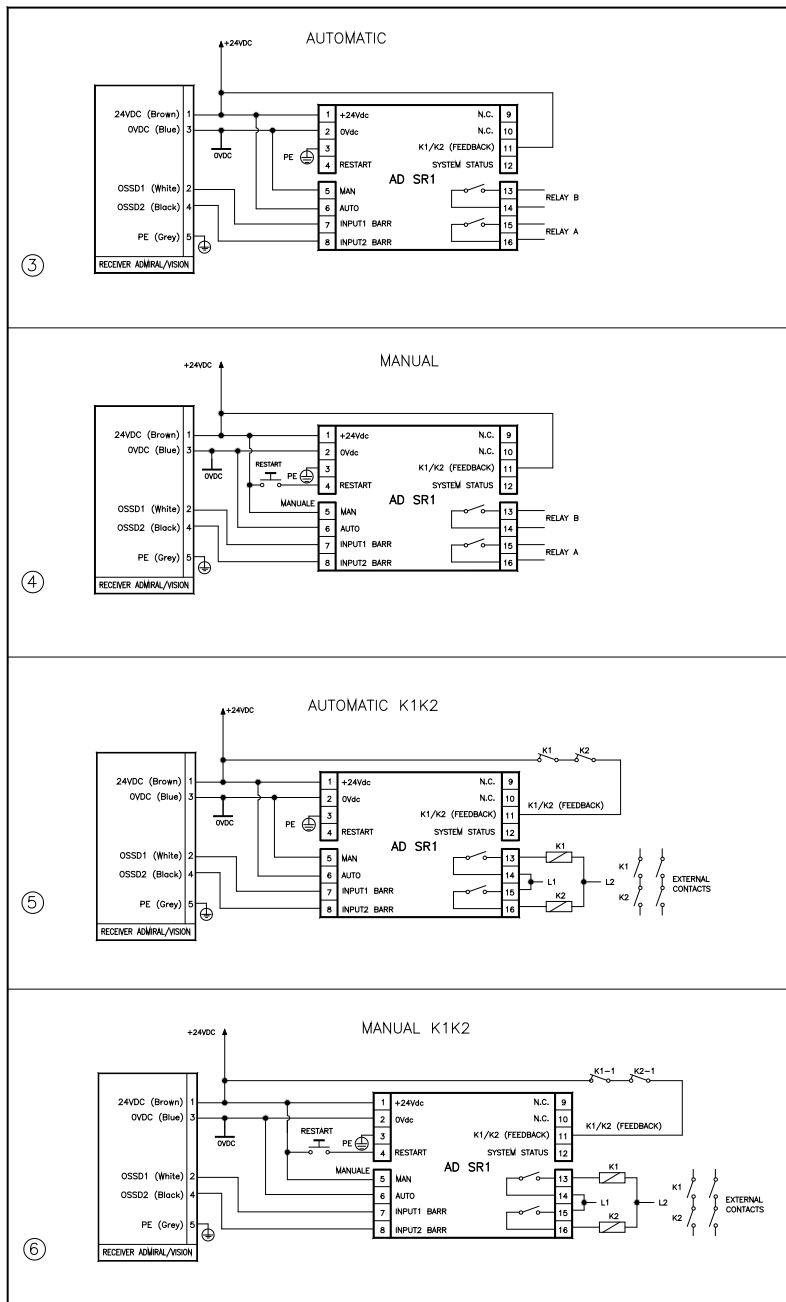 AUTOMATIC
+24VDC
24VDC (Brown) 1
0VDC (Blue) 3
0VDC
OSSD1 (White) 2
OSSD2 (Black) 4
PE (Grey) 5
RECEIVER ADMIRAL/VISION
PE
1 +24Vdc
2 0Vdc
3
4 RESTART
AD SR1
5 MAN
6 AUTO
7 INPUT1 BARR
8 INPUT2 BARR
N.C. 9
N.C. 10
K1/K2 (FEEDBACK) 11
SYSTEM STATUS 12
13
14
RELAY B
15
16
RELAY A
3
MANUAL
+24VDC
24VDC (Brown) 1
0VDC (Blue) 3
0VDC
OSSD1 (White) 2
OSSD2 (Black) 4
PE (Grey) 5
RECEIVER ADMIRAL/VISION
RESTART
PE
MANUALE
1 +24Vdc
2 0Vdc
3
4 RESTART
AD SR1
5 MAN
6 AUTO
7 INPUT1 BARR
8 INPUT2 BARR
N.C. 9
N.C. 10
K1/K2 (FEEDBACK) 11
SYSTEM STATUS 12
13
14
RELAY B
15
16
RELAY A
4
AUTOMATIC K1K2
+24VDC
K1 K2
24VDC (Brown) 1
0VDC (Blue) 3
0VDC
OSSD1 (White) 2
OSSD2 (Black) 4
PE (Grey) 5
RECEIVER ADMIRAL/VISION
PE
1 +24Vdc
2 0Vdc
3
4 RESTART
AD SR1
5 MAN
6 AUTO
7 INPUT1 BARR
8 INPUT2 BARR
N.C. 9
N.C. 10
K1/K2 (FEEDBACK) 11
K1/K2 (FEEDBACK)
SYSTEM STATUS 12
13
14
15
16
K1
L1
L2
K2
K1
K2
EXTERNAL
CONTACTS
5
MANUAL K1K2
+24VDC
K1-1 K2-1
24VDC (Brown) 1
0VDC (Blue) 3
0VDC
OSSD1 (White) 2
OSSD2 (Black) 4
PE (Grey) 5
RECEIVER ADMIRAL/VISION
RESTART
PE
MANUALE
1 +24Vdc
2 0Vdc
3
4 RESTART
AD SR1
5 MAN
6 AUTO
7 INPUT1 BARR
8 INPUT2 BARR
N.C. 9
N.C. 10
K1/K2 (FEEDBACK) 11
K1/K2 (FEEDBACK)
SYSTEM STATUS 12
13
14
15
16
K1
L1
L2
K2
K1
K2
EXTERNAL
CONTACTS
6